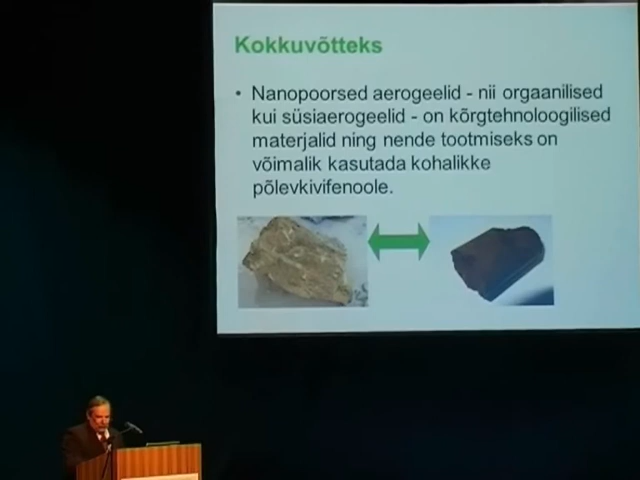 Kokkuvõtteks
• Nanopoorsed aerogeelid - nii orgaanilised
kui süsiaerogeelid - on kõrgtehnoloogilised
materjalid ning nende tootmiseks on
võimalik kasutada kohalikke
põlevkivifenoole.